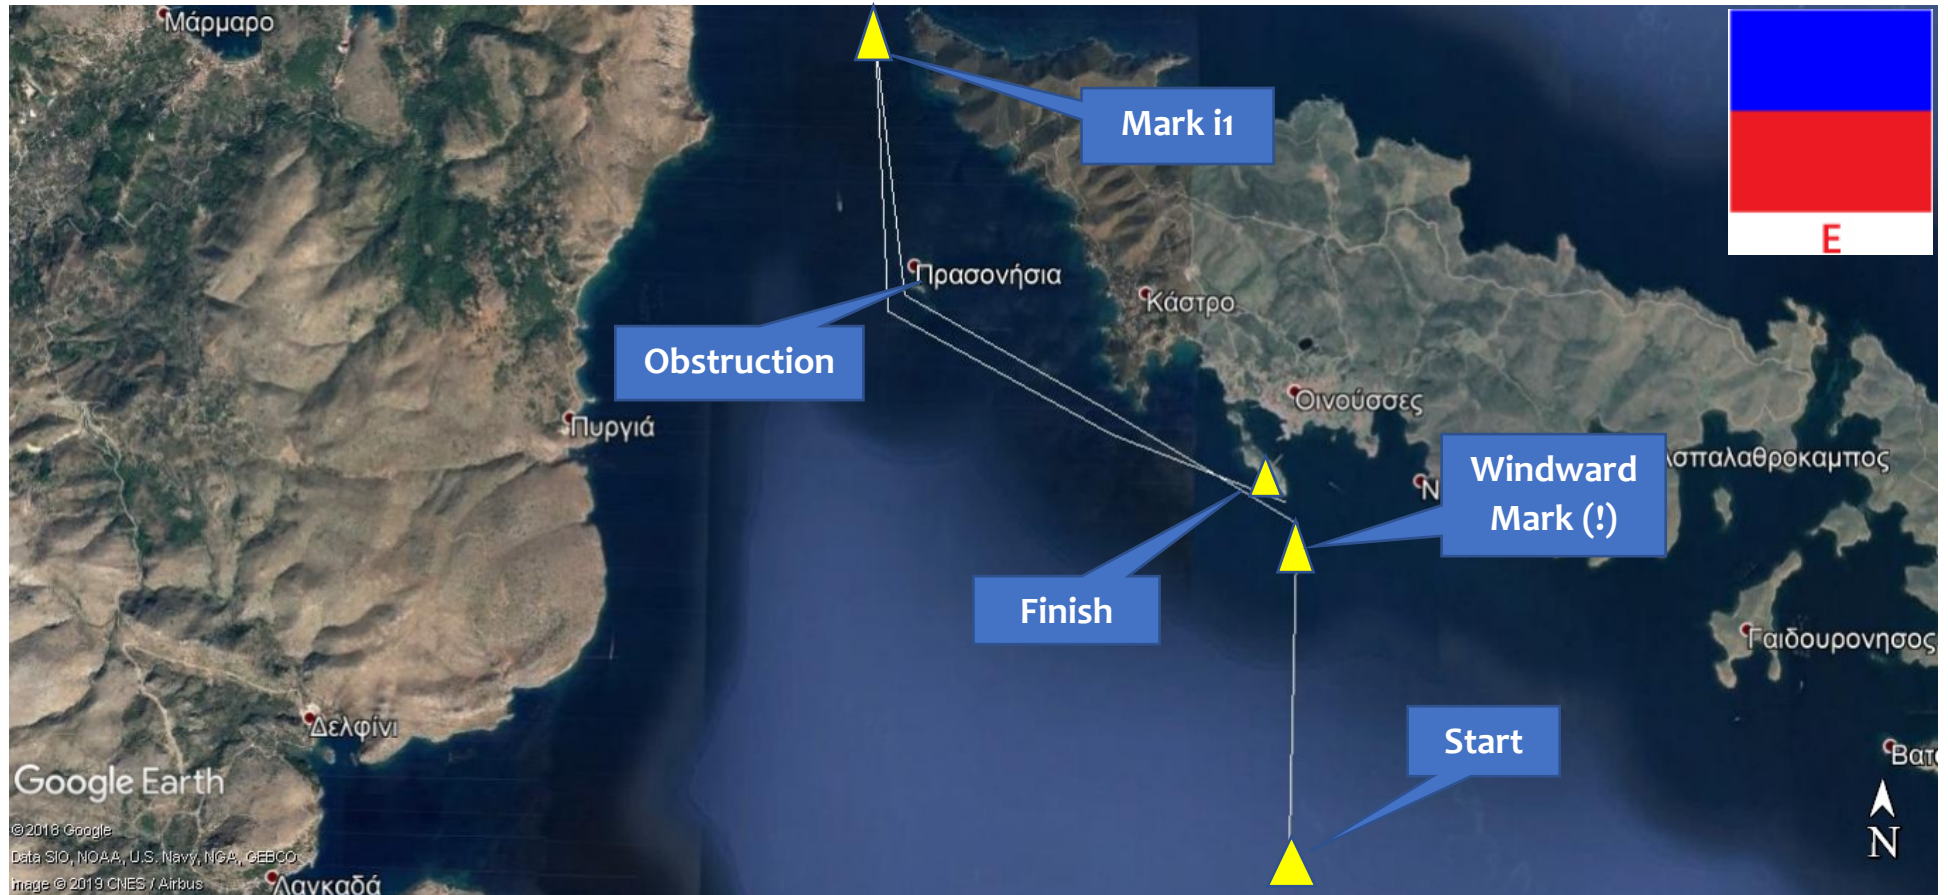 Μάρμαρο
Mark i1
E
Πρασονήσια
Κάστρο
Obstruction
Οινούσσες
Πυργιά
Windward
Mark (!)
σπαλαθροκαμπος
N
Finish
Γαιδουρονησος
Δελφίνι
Start
Βατ
Google Earth
N
© 2018 Google
Data SIO, NOAA, U.S. Navy, NGA, GEBCO
Image © 2019 CNES / Airbus
Λαγκαδά